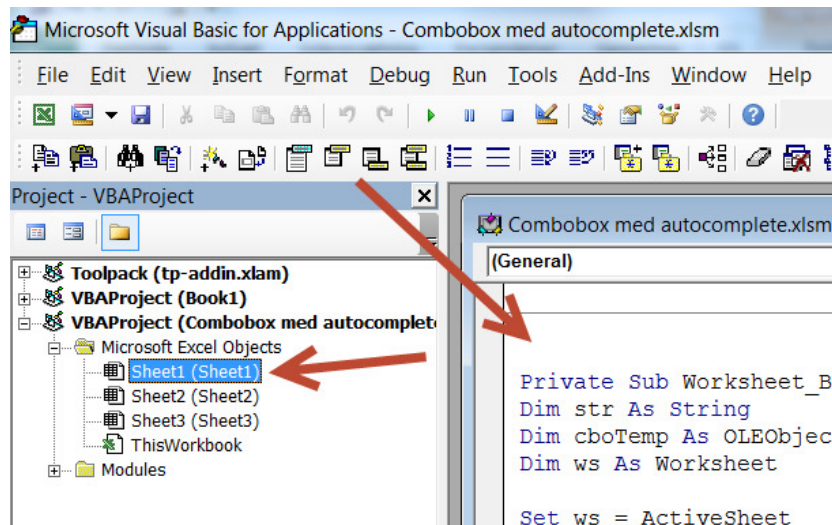 Microsoft Visual Basic for Applications - Combobox med autocomplete.xlsm
File Edit View Insert Format Debug Run Tools Add-Ins Window Help
Project - VBAProject
Toolpack (tp-addin.xlam)
VBAProject (Book1)
VBAProject (Combobox med autocomplet
Microsoft Excel Objects
Sheet1 (Sheet1)
Sheet2 (Sheet2)
Sheet3 (Sheet3)
ThisWorkbook
Modules
Combobox med autocomplete.xlsm
(General)
Private Sub Worksheet_B
Dim str As String
Dim cboTemp As OLEObjec
Dim ws As Worksheet
Set ws = ActiveSheet